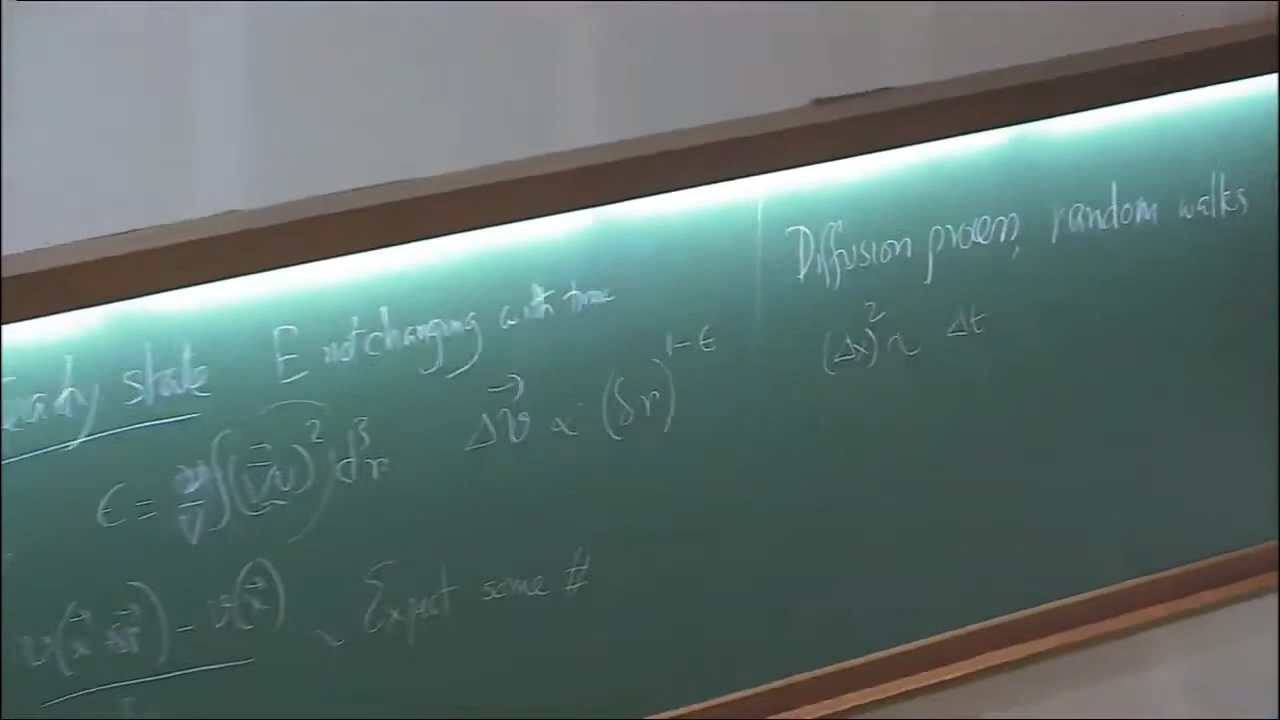 eady state E not changing with time
ϵ = ν/V ∫(∇⃗v)² d³r Δv⃗ ∝ (δr)^{1-ϵ}
v(x⃗+δr⃗) - v(x⃗) ~ Expect some #
Diffusion process, random walks
(Δx)² ~ Δt